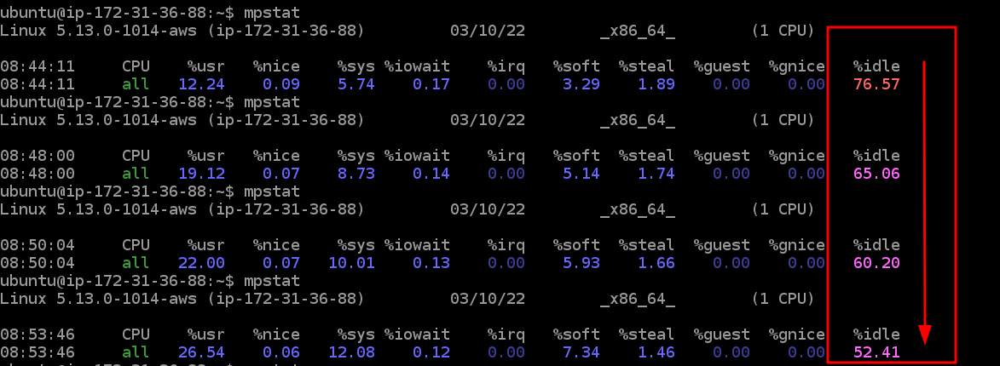 ubuntu@ip-172-31-36-88:~$ mpstat
Linux 5.13.0-1014-aws (ip-172-31-36-88) 03/10/22 _x86_64_ (1 CPU)
08:44:11 CPU %usr %nice %sys %iowait %irq %soft %steal %guest %gnice %idle
08:44:11 all 12.24 0.09 5.74 0.17 0.00 3.29 1.89 0.00 0.00 76.57
ubuntu@ip-172-31-36-88:~$ mpstat
Linux 5.13.0-1014-aws (ip-172-31-36-88) 03/10/22 _x86_64_ (1 CPU)
08:48:00 CPU %usr %nice %sys %iowait %irq %soft %steal %guest %gnice %idle
08:48:00 all 19.12 0.07 8.73 0.14 0.00 5.14 1.74 0.00 0.00 65.06
ubuntu@ip-172-31-36-88:~$ mpstat
Linux 5.13.0-1014-aws (ip-172-31-36-88) 03/10/22 _x86_64_ (1 CPU)
08:50:04 CPU %usr %nice %sys %iowait %irq %soft %steal %guest %gnice %idle
08:50:04 all 22.00 0.07 10.01 0.13 0.00 5.93 1.66 0.00 0.00 60.20
ubuntu@ip-172-31-36-88:~$ mpstat
Linux 5.13.0-1014-aws (ip-172-31-36-88) 03/10/22 _x86_64_ (1 CPU)
08:53:46 CPU %usr %nice %sys %iowait %irq %soft %steal %guest %gnice %idle
08:53:46 all 26.54 0.06 12.08 0.12 0.00 7.34 1.46 0.00 0.00 52.41